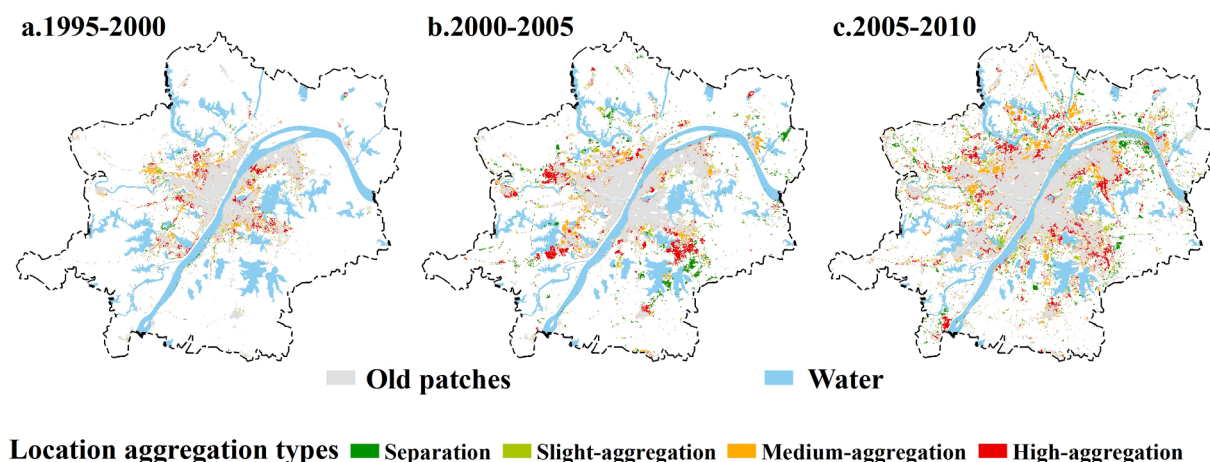 a.1995-2000
b.2000-2005
c.2005-2010
Old patches
Water
Location aggregation types Separation Slight-aggregation Medium-aggregation High-aggregation